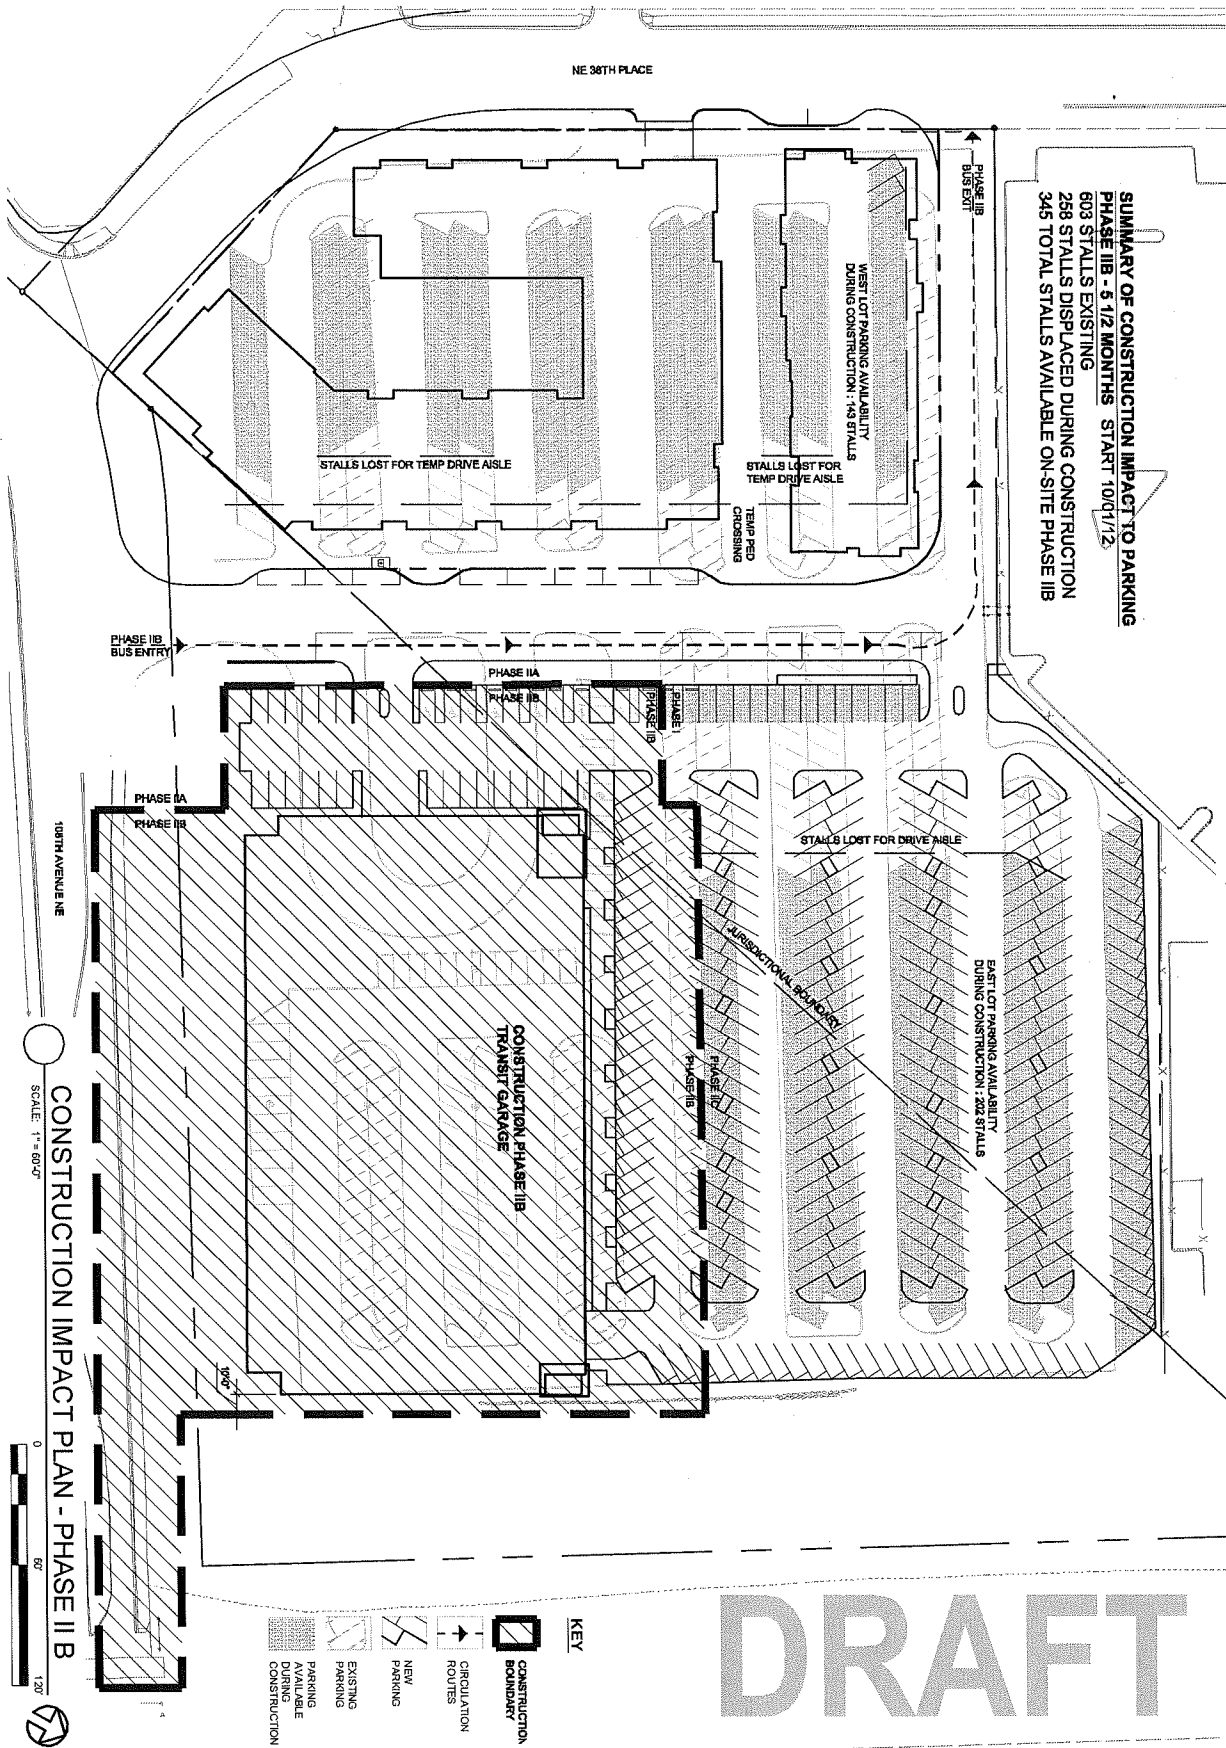 NE 38TH PLACE
SUMMARY OF CONSTRUCTION IMPACT TO PARKING
PHASE IIB - 5 1/2 MONTHS START 10/01/12
603 STALLS EXISTING
258 STALLS DISPLACED DURING CONSTRUCTION
345 TOTAL STALLS AVAILABLE ON-SITE PHASE IIB
PHASE IIB
BUS EXIT
WEST LOT PARKING AVAILABILITY
DURING CONSTRUCTION : 143 STALLS
STALLS LOST FOR TEMP DRIVE AISLE
STALLS LOST FOR
TEMP DRIVE AISLE
TEMP PED
CROSSING
PHASE IIB
BUS ENTRY
PHASE IIA
PHASE IIB
PHASE I
PHASE IIB
PHASE IIA
PHASE IIB
STALLS LOST FOR DRIVE AISLE
JURISDICTIONAL BOUNDARY
EAST LOT PARKING AVAILABILITY
DURING CONSTRUCTION : 202 STALLS
PHASE IIC
PHASE IIB
CONSTRUCTION PHASE IIB
TRANSIT GARAGE
108TH AVENUE NE
10'-0"
CONSTRUCTION IMPACT PLAN - PHASE II B
SCALE: 1" = 60'-0"
0
60'
120'
KEY
CONSTRUCTION
BOUNDARY
CIRCULATION
ROUTES
NEW
PARKING
EXISTING
PARKING
PARKING
AVAILABLE
DURING
CONSTRUCTION
DRAFT